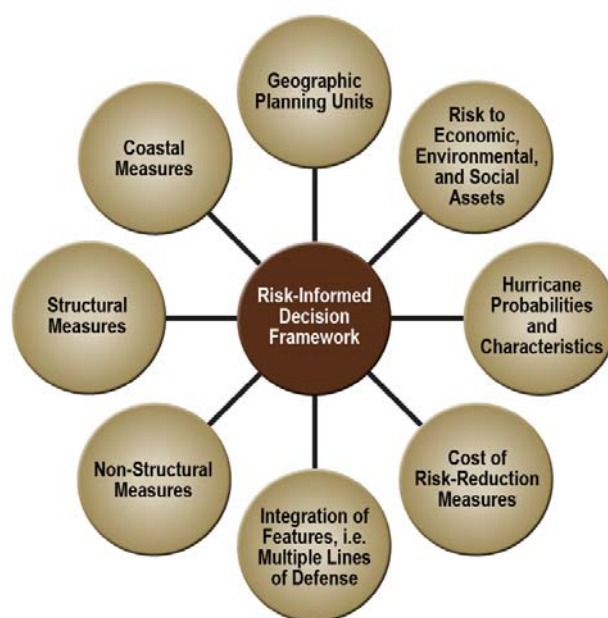 Geographic
Planning Units
Risk to
Economic,
Environmental,
and Social
Assets
Hurricane
Probabilities
and
Characteristics
Cost of
Risk-Reduction
Measures
Integration of
Features, i.e.
Multiple Lines
of Defense
Non-Structural
Measures
Structural
Measures
Coastal
Measures
Risk-Informed
Decision
Framework